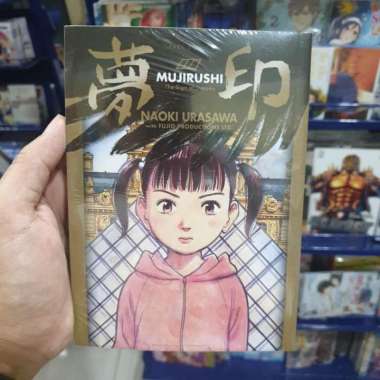 夢印
MUJIRUSHI
The Sign of Dreams
NAOKI URASAWA
with FUJIO PRODUCTIONS LTD.